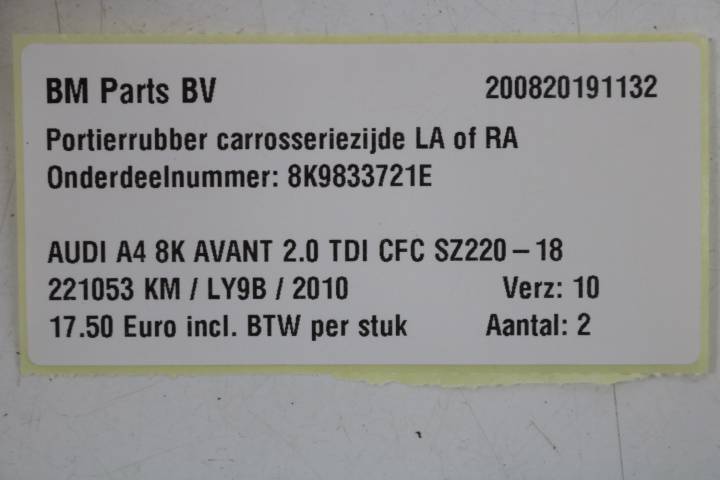 BM Parts BV 200820191132
Portierrubber carrosseriezijde LA of RA
Onderdeelnummer: 8K9833721E
AUDI A4 8K AVANT 2.0 TDI CFC SZ220 – 18
221053 KM / LY9B / 2010 Verz: 10
17.50 Euro incl. BTW per stuk Aantal: 2